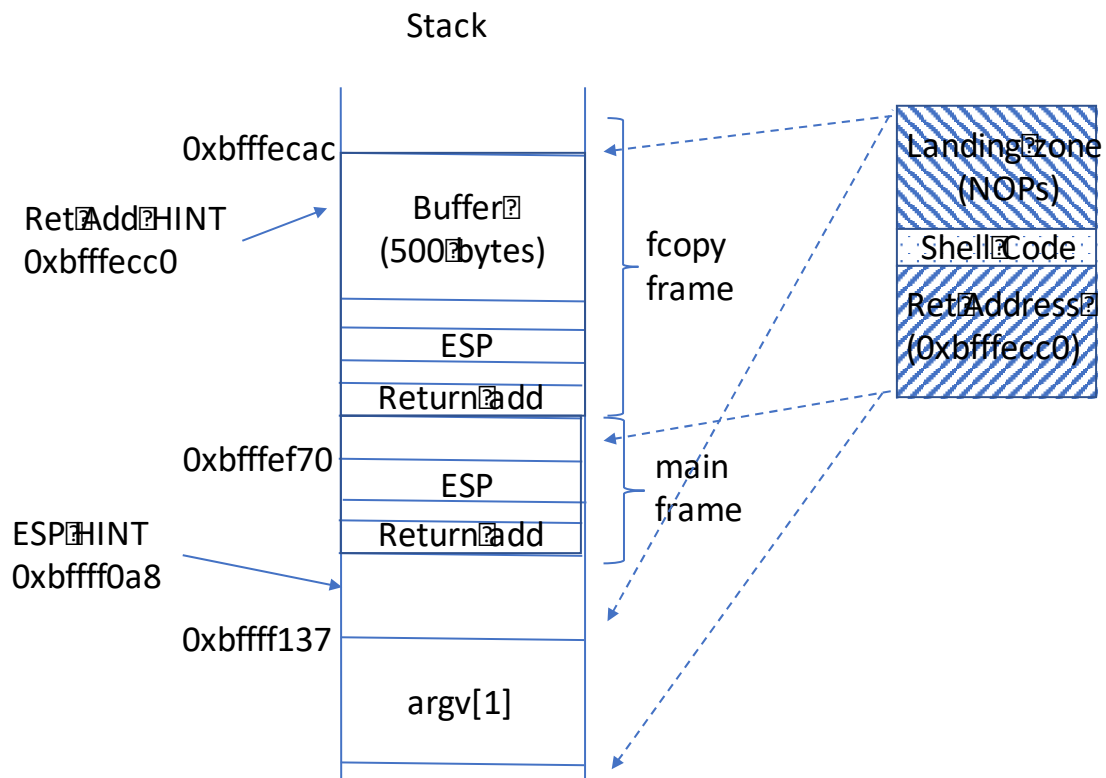 Stack
0xbfffecac
Ret Add HINT
0xbfffecc0
Buffer
(500 bytes)
fcopy
frame
ESP
Return add
0xbfffef70
ESP
Return add
main
frame
ESP HINT
0xbffff0a8
0xbffff137
argv[1]
Landing zone
(NOPs)
Shell Code
Ret Address
(0xbfffecc0)